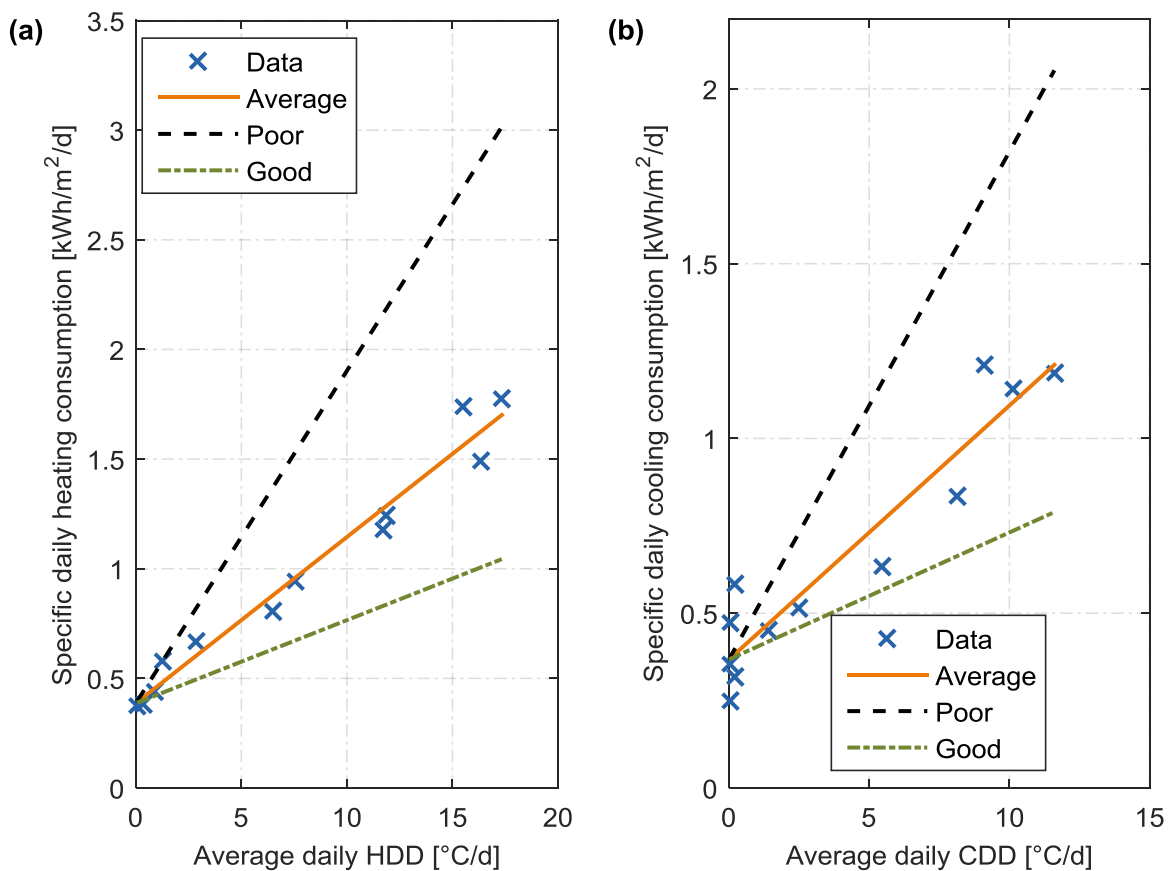 (a)
3.5
3
2.5
2
1.5
1
0.5
0
0
5
10
15
20
Specific daily heating consumption [kWh/m²/d]
Average daily HDD [°C/d]
Data
Average
Poor
Good
(b)
2
1.5
1
0.5
0
0
5
10
15
Specific daily cooling consumption [kWh/m²/d]
Average daily CDD [°C/d]
Data
Average
Poor
Good